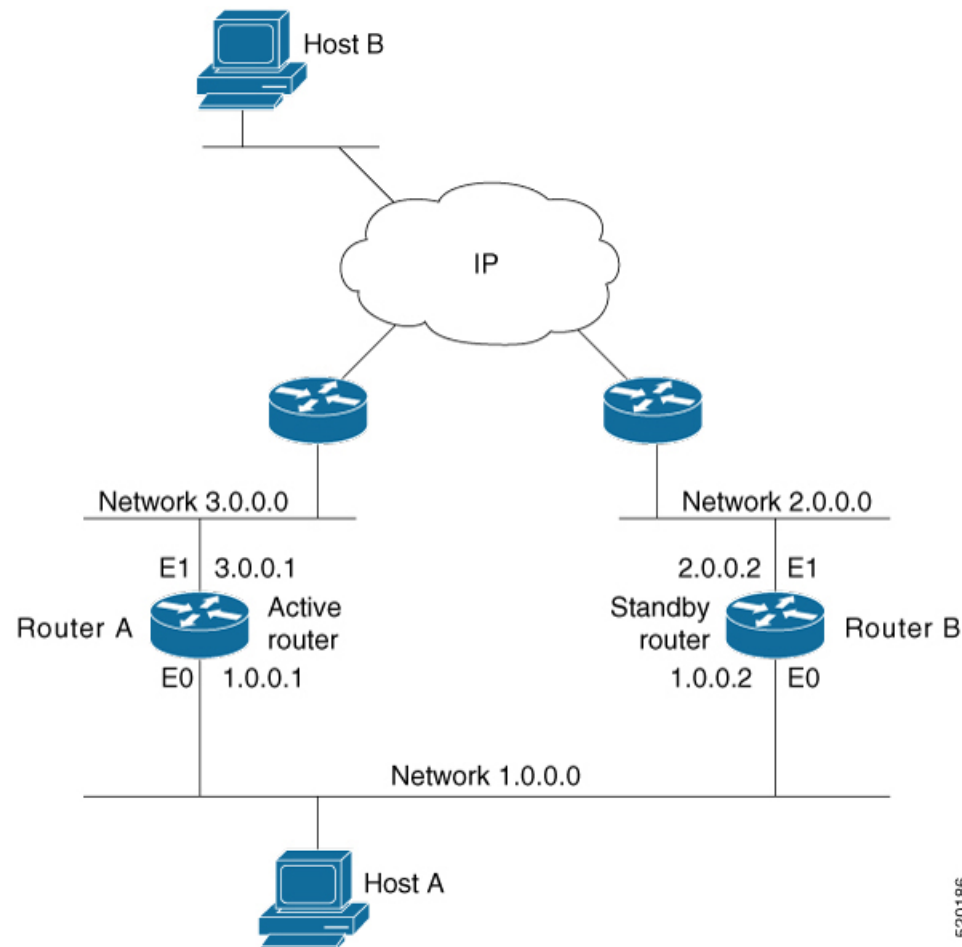 Host B
IP
Network 3.0.0.0
Network 2.0.0.0
E1 3.0.0.1
2.0.0.2 E1
Router A
Active
router
Standby
router
Router B
E0 1.0.0.1
1.0.0.2 E0
Network 1.0.0.0
Host A
520186